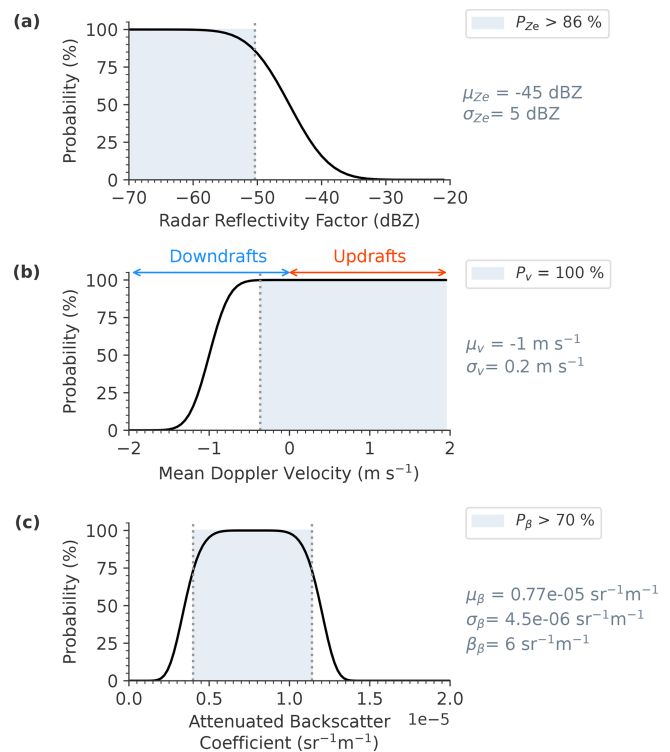 (a)
P_Ze > 86 %
100
75
50
25
0
Probability (%)
μ_Ze = -45 dBZ
σ_Ze = 5 dBZ
−70 −60 −50 −40 −30 −20
Radar Reflectivity Factor (dBZ)
(b)
Downdrafts Updrafts
P_v = 100 %
100
75
50
25
0
Probability (%)
μ_v = -1 m s⁻¹
σ_v= 0.2 m s⁻¹
−2 −1 0 1 2
Mean Doppler Velocity (m s⁻¹)
(c)
P_β > 70 %
100
75
50
25
0
Probability (%)
μ_β = 0.77e-05 sr⁻¹m⁻¹
σ_β= 4.5e-06 sr⁻¹m⁻¹
β_β= 6 sr⁻¹m⁻¹
0.0 0.5 1.0 1.5 2.0
Attenuated Backscatter 1e−5
Coefficient (sr⁻¹m⁻¹)